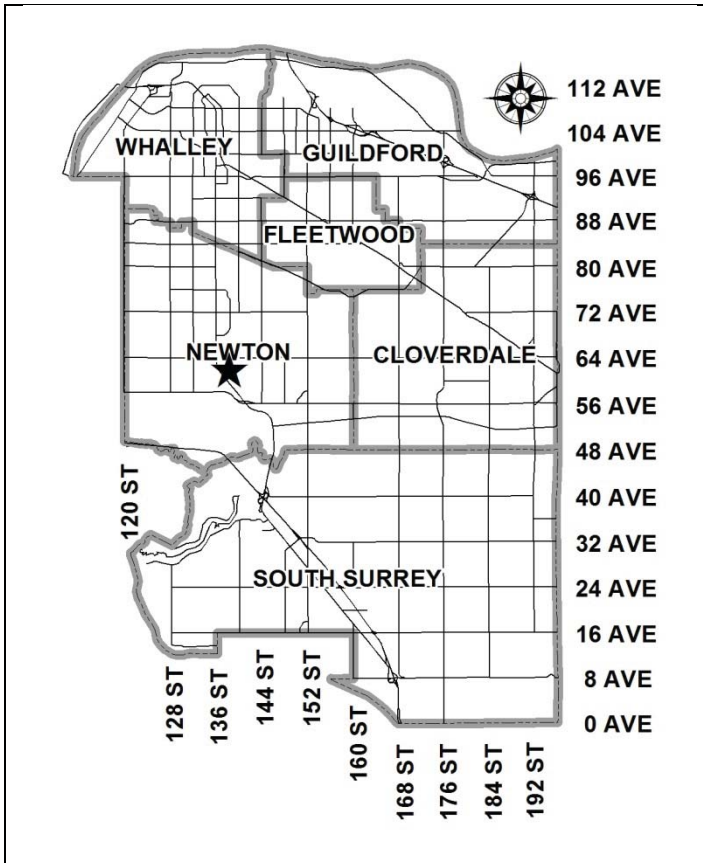 112 AVE
104 AVE
WHALLEY
GUILDFORD
96 AVE
88 AVE
FLEETWOOD
80 AVE
72 AVE
NEWTON
CLOVERDALE
64 AVE
56 AVE
48 AVE
120 ST
40 AVE
32 AVE
SOUTH SURREY
24 AVE
16 AVE
8 AVE
0 AVE
128 ST
136 ST
144 ST
152 ST
160 ST
168 ST
176 ST
184 ST
192 ST